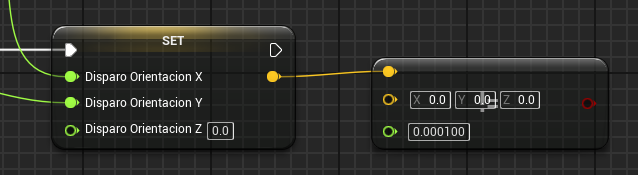 SET
Disparo Orientacion X
Disparo Orientacion Y
Disparo Orientacion Z 0.0
X 0.0 Y 0.0 Z 0.0
!=
0.000100